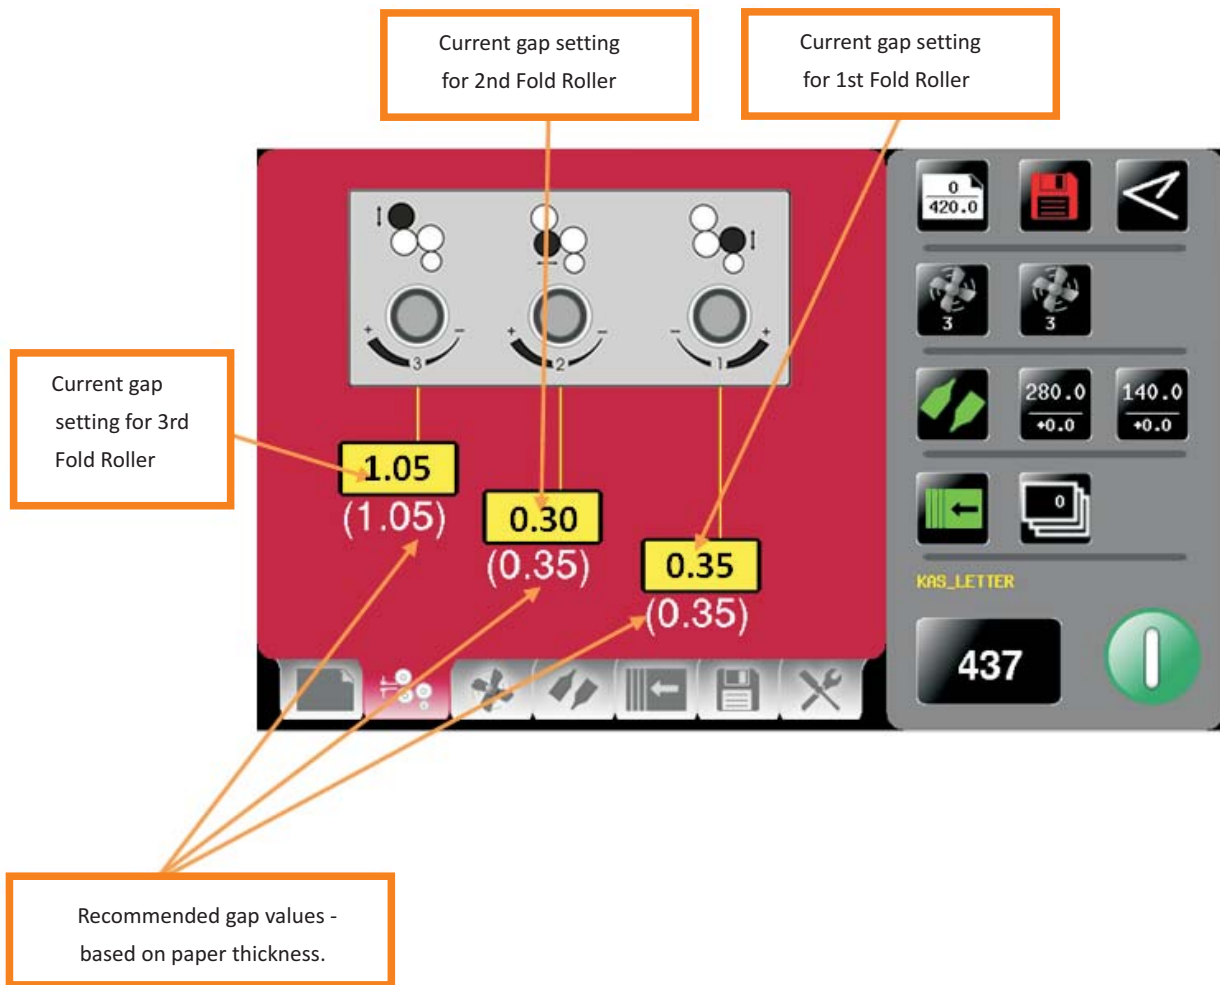 Current gap setting
for 2nd Fold Roller
Current gap setting
for 1st Fold Roller
Current gap
setting for 3rd
Fold Roller
+ 3 −
+ 2 −
− 1 +
1.05
(1.05)
0.30
(0.35)
0.35
(0.35)
0
420.0
3
3
280.0
+0.0
140.0
+0.0
0
KAS_LETTER
437
Recommended gap values -
based on paper thickness.